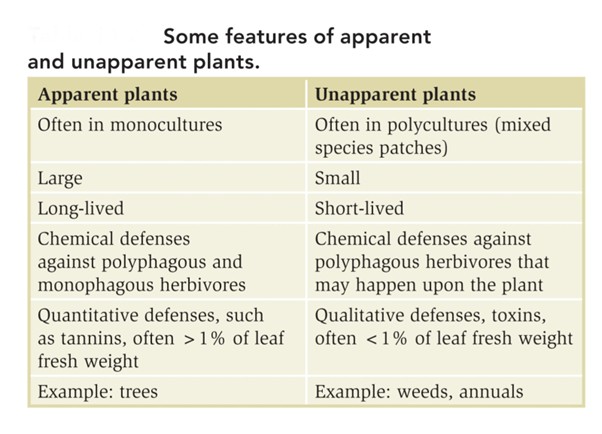 Some features of apparent
and unapparent plants.
Apparent plants
Unapparent plants
Often in monocultures
Often in polycultures (mixed
species patches)
Large
Small
Long-lived
Short-lived
Chemical defenses
against polyphagous and
monophagous herbivores
Chemical defenses against
polyphagous herbivores that
may happen upon the plant
Quantitative defenses, such
as tannins, often >1% of leaf
fresh weight
Qualitative defenses, toxins,
often <1% of leaf fresh weight
Example: trees
Example: weeds, annuals